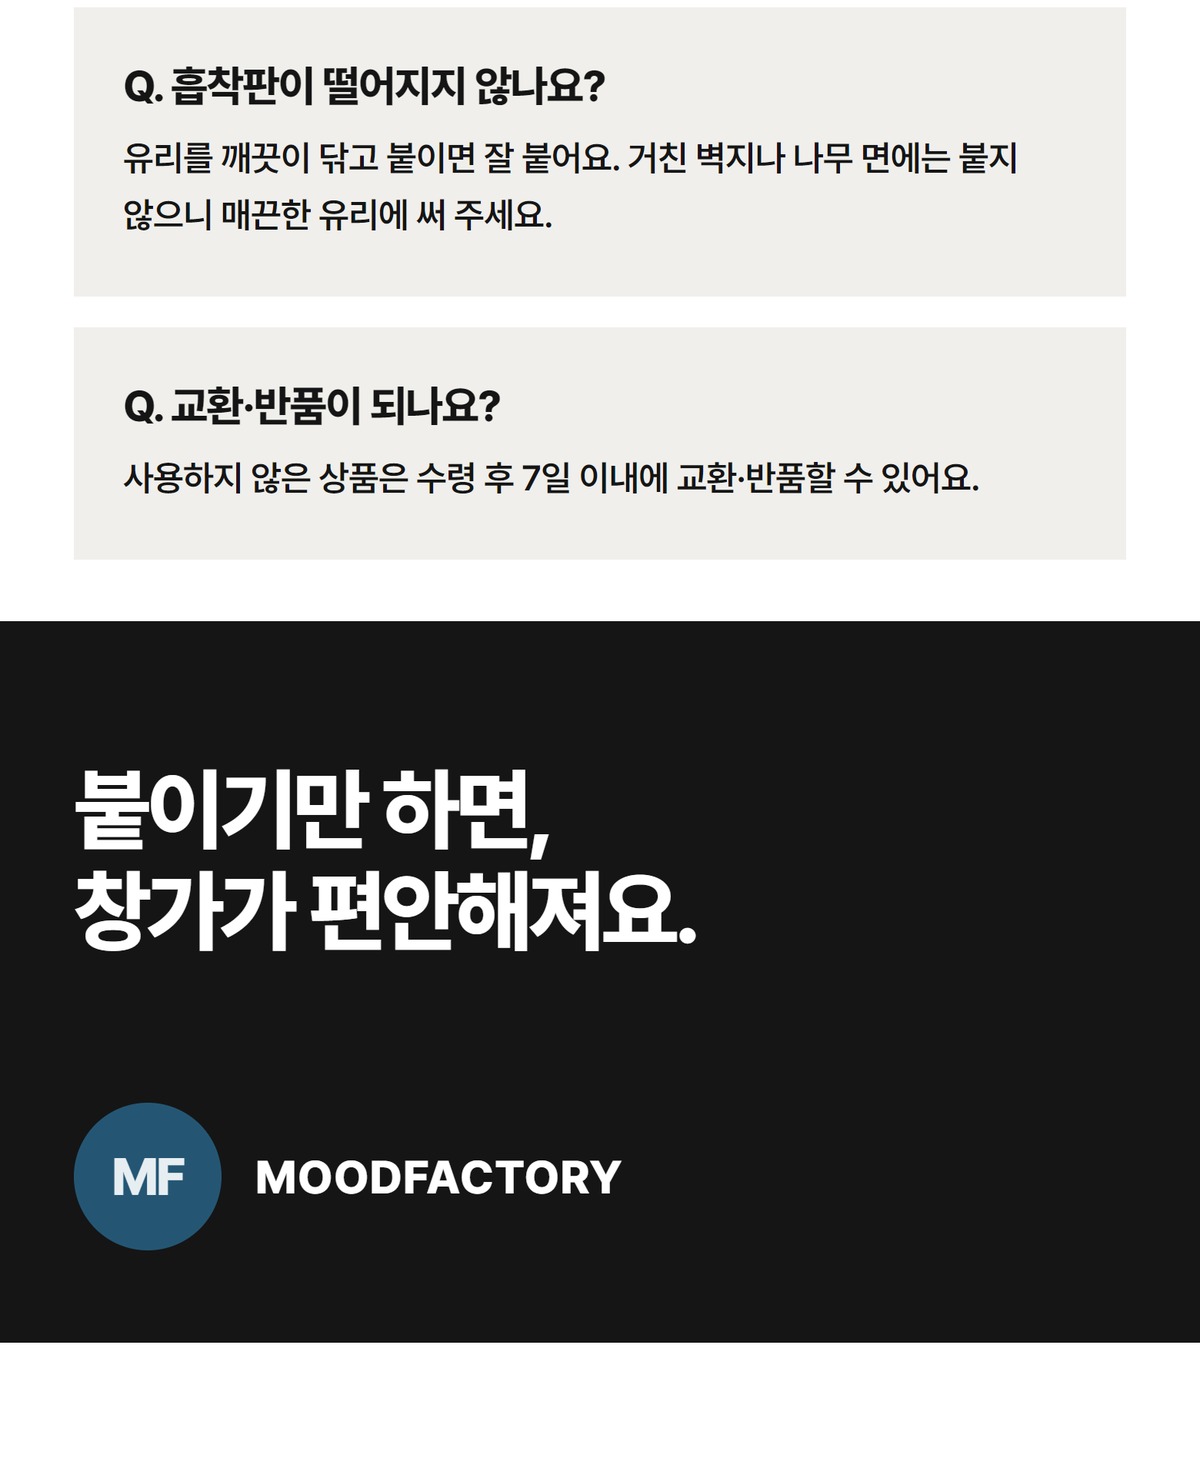 Q. 흡착판이 떨어지지 않나요?
유리를 깨끗이 닦고 붙이면 잘 붙어요. 거친 벽지나 나무 면에는 붙지
않으니 매끈한 유리에 써 주세요.
Q. 교환·반품이 되나요?
사용하지 않은 상품은 수령 후 7일 이내에 교환·반품할 수 있어요.
붙이기만 하면,
창가가 편안해져요.
MF
MOODFACTORY